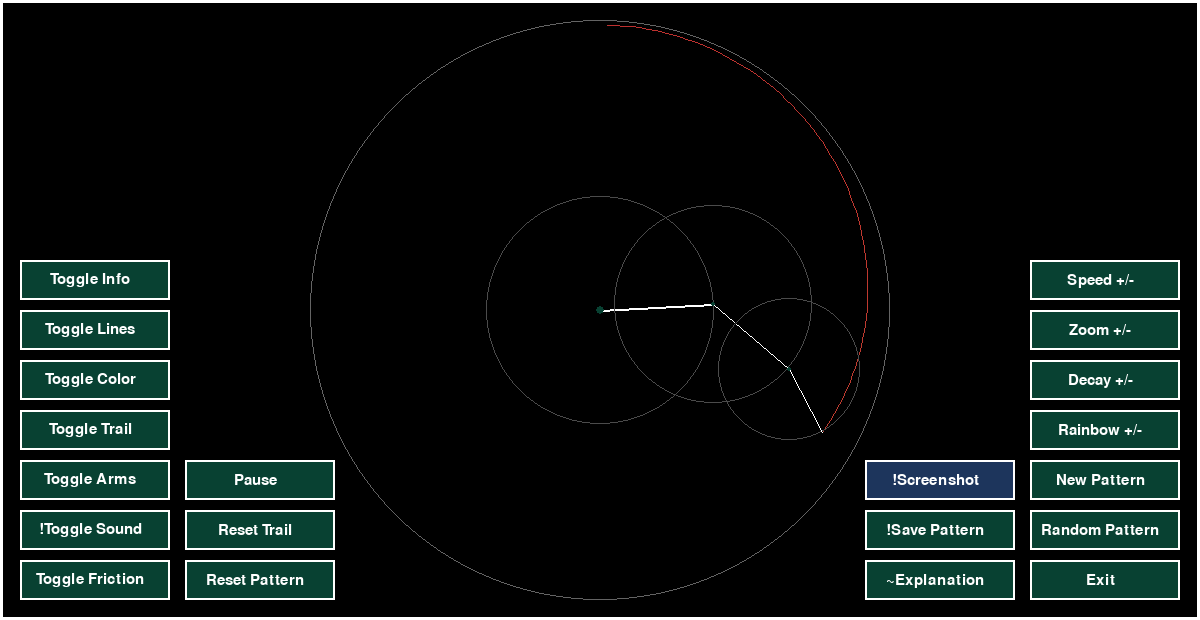 Toggle Info
Toggle Lines
Toggle Color
Toggle Trail
Toggle Arms
!Toggle Sound
Toggle Friction
Pause
Reset Trail
Reset Pattern
!Screenshot
!Save Pattern
~Explanation
Speed +/-
Zoom +/-
Decay +/-
Rainbow +/-
New Pattern
Random Pattern
Exit